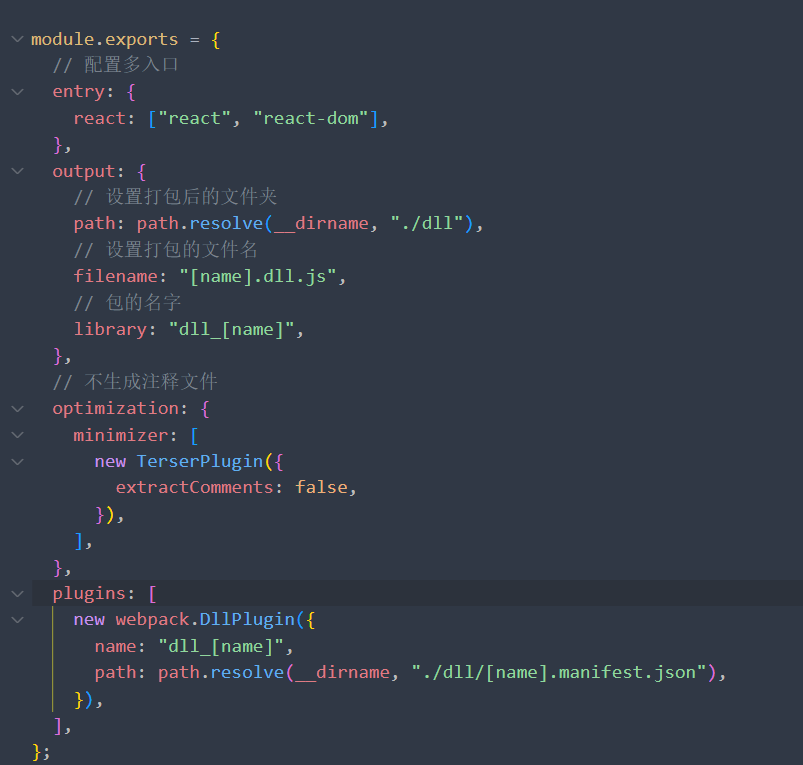 module.exports = {
  // 配置多入口
  entry: {
    react: ["react", "react-dom"],
  },
  output: {
    // 设置打包后的文件夹
    path: path.resolve(__dirname, "./dll"),
    // 设置打包的文件名
    filename: "[name].dll.js",
    // 包的名字
    library: "dll_[name]",
  },
  // 不生成注释文件
  optimization: {
    minimizer: [
      new TerserPlugin({
        extractComments: false,
      }),
    ],
  },
  plugins: [
    new webpack.DllPlugin({
      name: "dll_[name]",
      path: path.resolve(__dirname, "./dll/[name].manifest.json"),
    }),
  ],
};